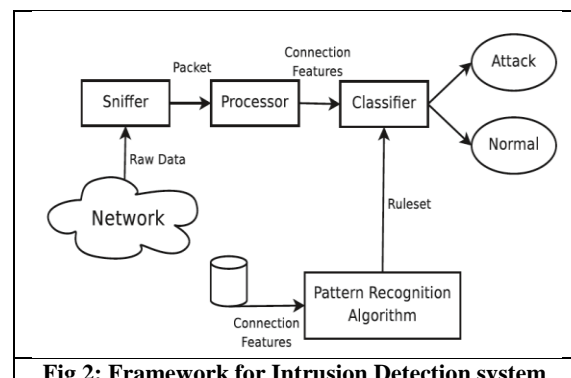 Connection
Features
Packet
Attack
Sniffer
Processor
Classifier
Normal
Raw Data
Network
Ruleset
Pattern Recognition
Algorithm
Connection
Features
Fig 2: Framework for Intrusion Detection system